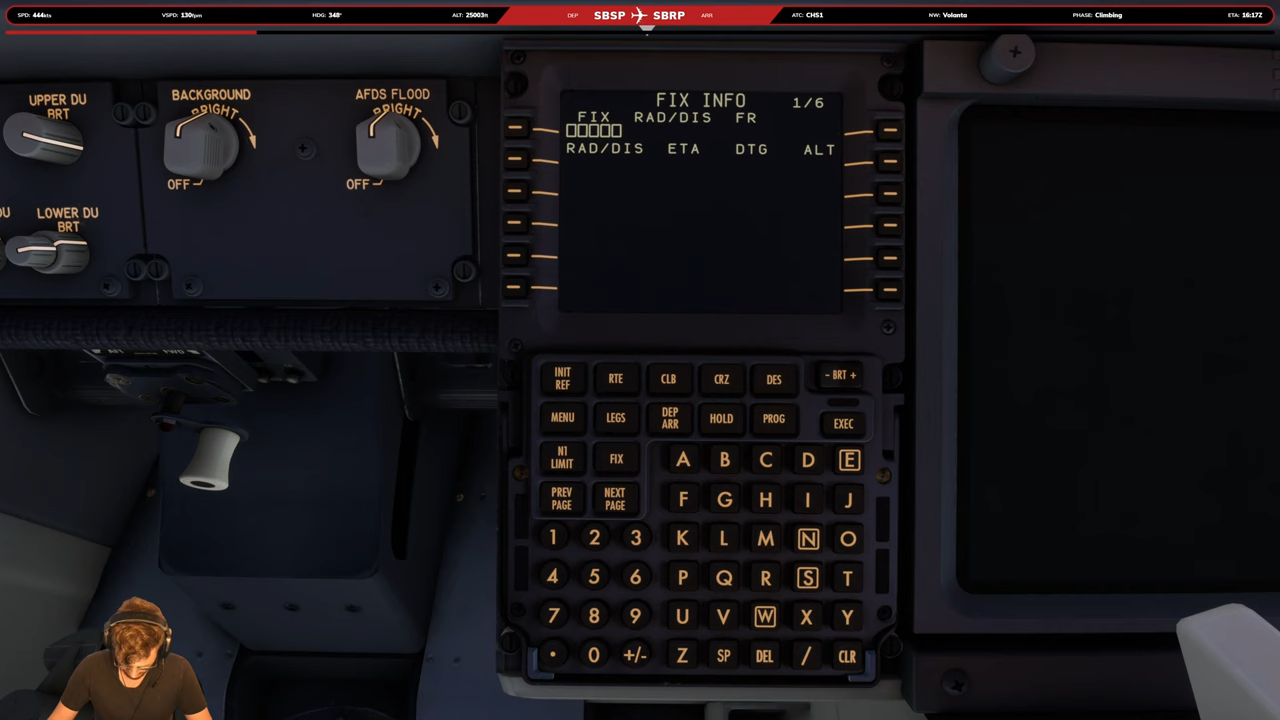 SPD: 444kts VSPD: 130fpm HDG: 348° ALT: 25003ft DEP SBSP SBRP ARR ATC: CHS1 NW: Volanta PHASE: Climbing ETA: 16:17Z
UPPER DU
BRT
BACKGROUND
BRIGHT
OFF
AFDS FLOOD
BRIGHT
OFF
DU
LOWER DU
BRT
FIX INFO 1/6
FIX RAD/DIS FR
RAD/DIS ETA DTG ALT
INIT REF RTE CLB CRZ DES - BRT +
MENU LEGS DEP ARR HOLD PROG EXEC
N1 LIMIT FIX A B C D E
PREV PAGE NEXT PAGE F G H I J
1 2 3 K L M N O
4 5 6 P Q R S T
7 8 9 U V W X Y
. 0 +/- Z SP DEL / CLR